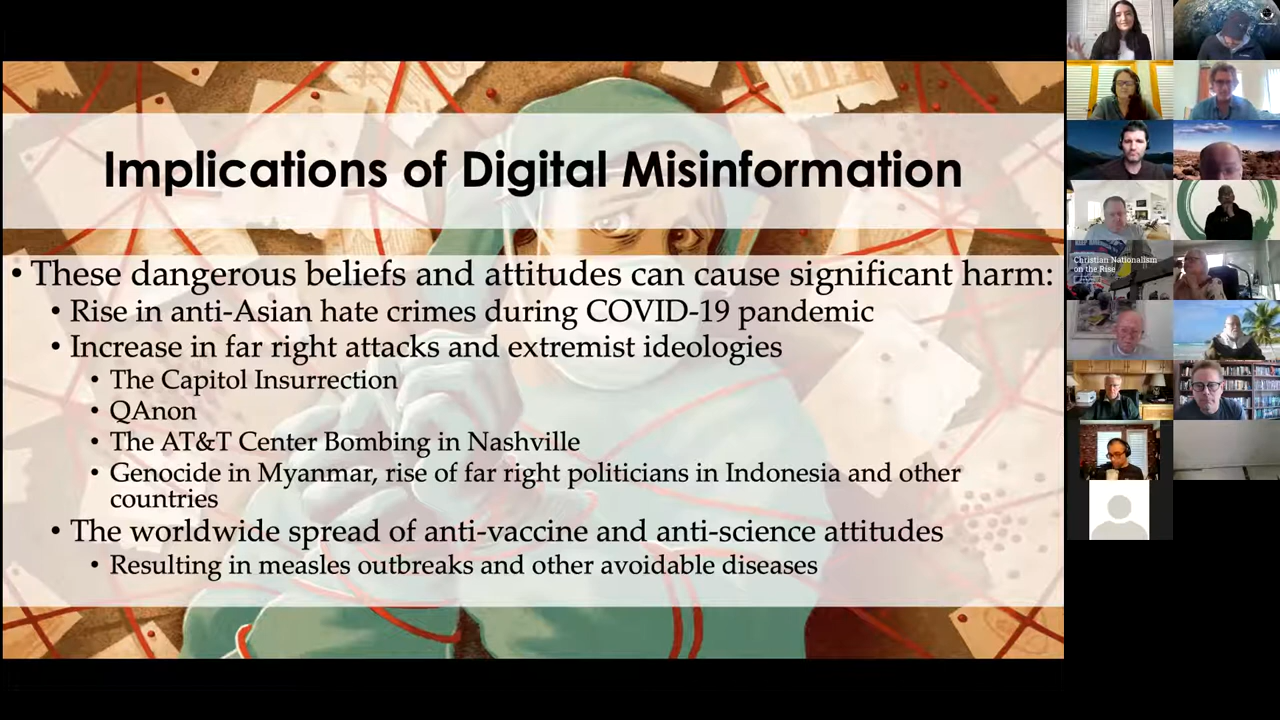 Implications of Digital Misinformation
• These dangerous beliefs and attitudes can cause significant harm:
• Rise in anti-Asian hate crimes during COVID-19 pandemic
• Increase in far right attacks and extremist ideologies
• The Capitol Insurrection
• QAnon
• The AT&T Center Bombing in Nashville
• Genocide in Myanmar, rise of far right politicians in Indonesia and other
countries
• The worldwide spread of anti-vaccine and anti-science attitudes
• Resulting in measles outbreaks and other avoidable diseases
Christian Nationalism
on the Rise